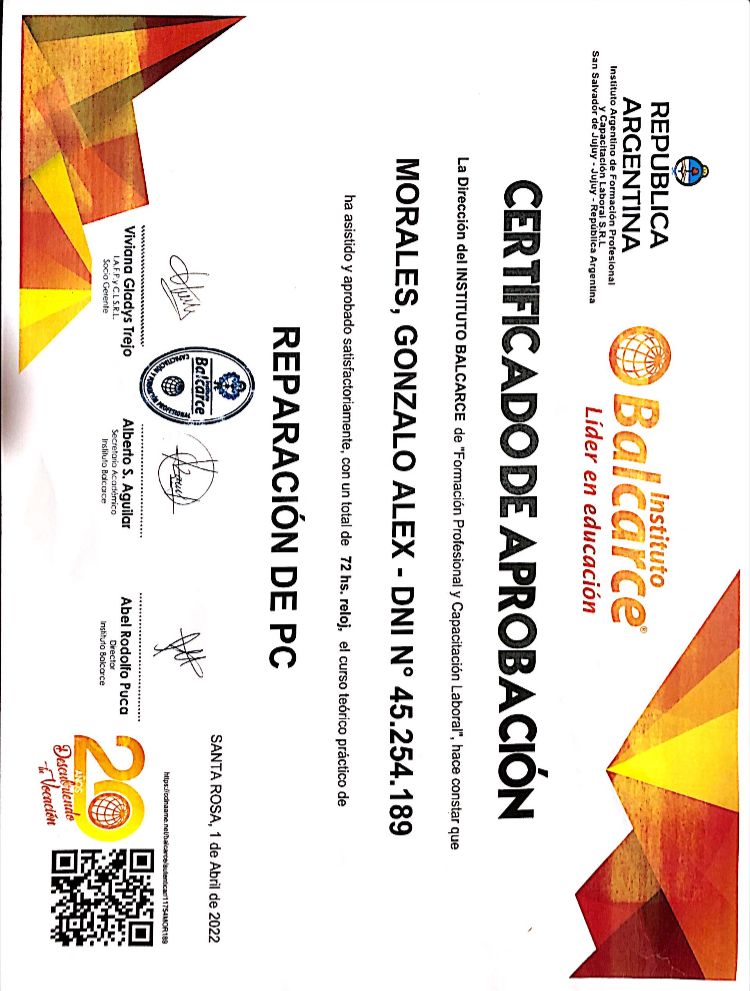 REPUBLICA
ARGENTINA
Instituto Argentino de Formación Profesional
y Capacitación Laboral S.R.L
San Salvador de Jujuy - Jujuy - República Argentina
Instituto
Balcarce®
Líder en educación
CERTIFICADO DE APROBACIÓN
La Dirección del INSTITUTO BALCARCE de "Formación Profesional y Capacitación Laboral", hace constar que
MORALES, GONZALO ALEX - DNI N° 45.254.189
ha asistido y aprobado satisfactoriamente, con un total de 72 hs. reloj, el curso teórico práctico de
REPARACIÓN DE PC
SANTA ROSA, 1 de Abril de 2022
Instituto
Balcarce
CAPACITACIÓN Y FORMACIÓN PROFESIONAL
https://cdnaame.net/balcarce/autenticar/11754MOR189
Viviana Gladys Trejo
I.A.F.P.y C.L S.R.L.
Socia Gerente
Alberto S. Aguilar
Secretario Académico
Instituto Balcarce
Abel Rodolfo Puca
Director
Instituto Balcarce
20
AÑOS
Descubriendo
tu Vocación